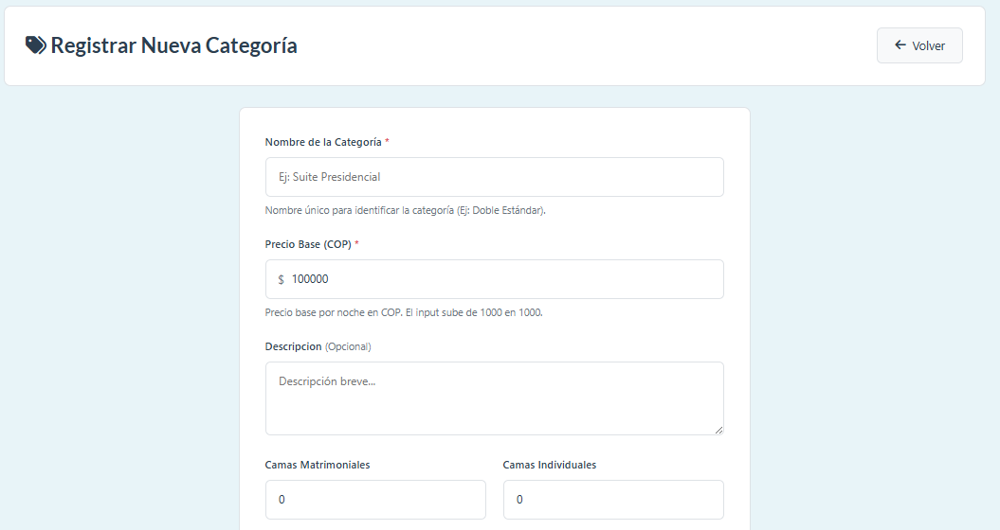 Registrar Nueva Categoría
Volver
Nombre de la Categoría *
Ej: Suite Presidencial
Nombre único para identificar la categoría (Ej: Doble Estándar).
Precio Base (COP) *
$ 100000
Precio base por noche en COP. El input sube de 1000 en 1000.
Descripcion (Opcional)
Descripción breve...
Camas Matrimoniales
Camas Individuales
0
0